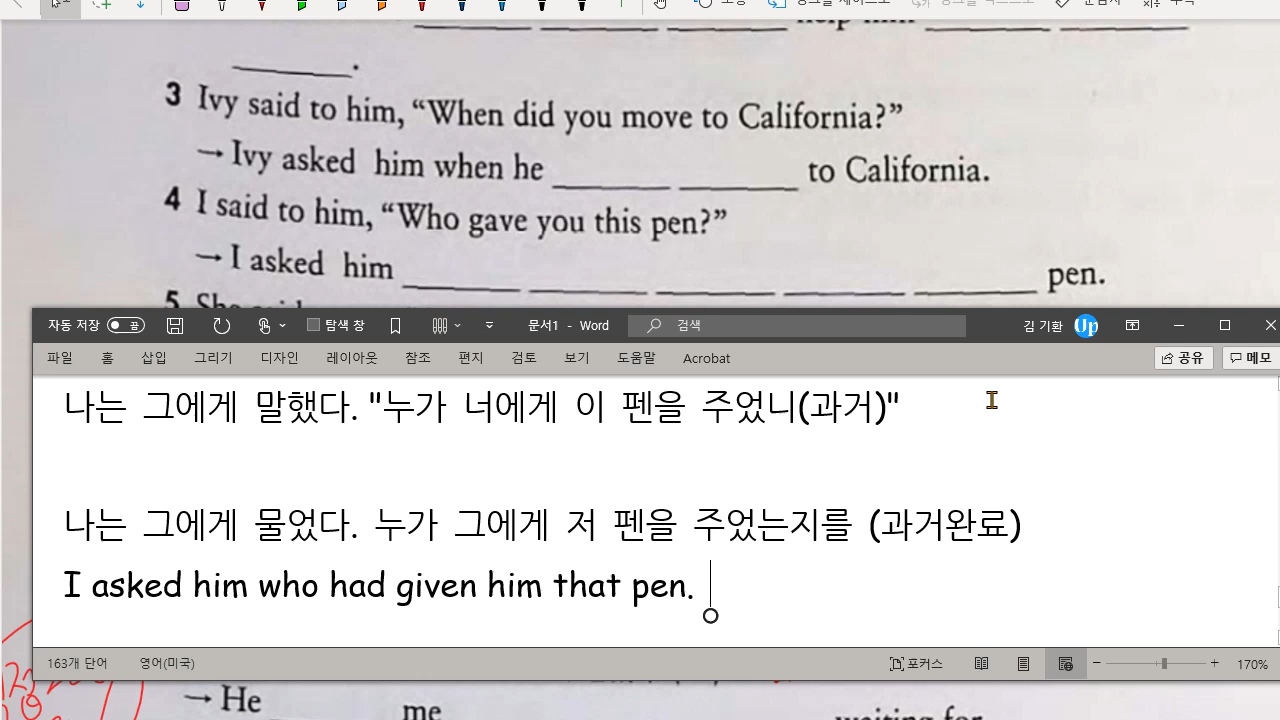 help him
.
3 Ivy said to him, “When did you move to California?”
→ Ivy asked him when he to California.
4 I said to him, “Who gave you this pen?”
→ I asked him pen.
5 She said
자동 저장 끔 탐색 창 문서1 - Word 검색 김 기환 Up
파일 홈 삽입 그리기 디자인 레이아웃 참조 편지 검토 보기 도움말 Acrobat 공유 메모
나는 그에게 말했다. "누가 너에게 이 펜을 주었니(과거)"
나는 그에게 물었다. 누가 그에게 저 펜을 주었는지를 (과거완료)
I asked him who had given him that pen.
163개 단어 영어(미국) 포커스 170%
→ He me waiting for